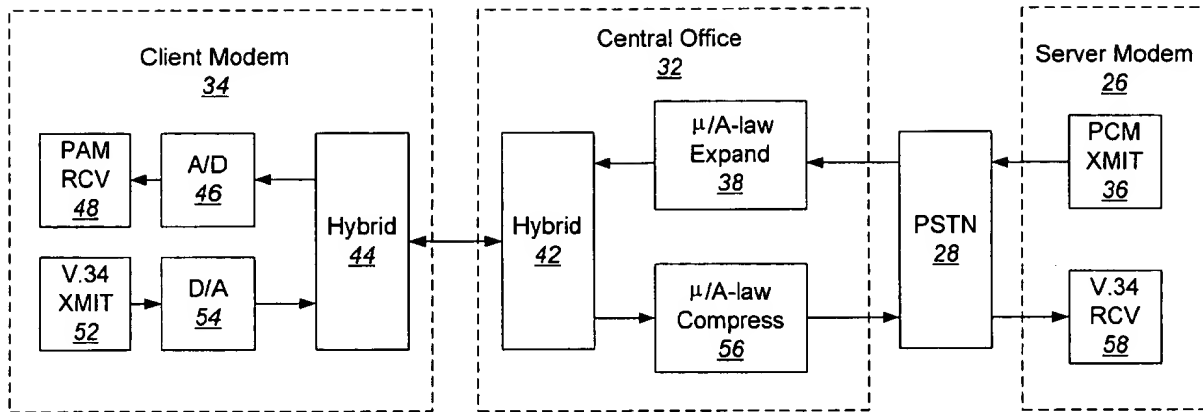 Client Modem
34
PAM
RCV
48
A/D
46
V.34
XMIT
52
D/A
54
Hybrid
44
Central Office
32
Hybrid
42
μ/A-law
Expand
38
μ/A-law
Compress
56
PSTN
28
Server Modem
26
PCM
XMIT
36
V.34
RCV
58